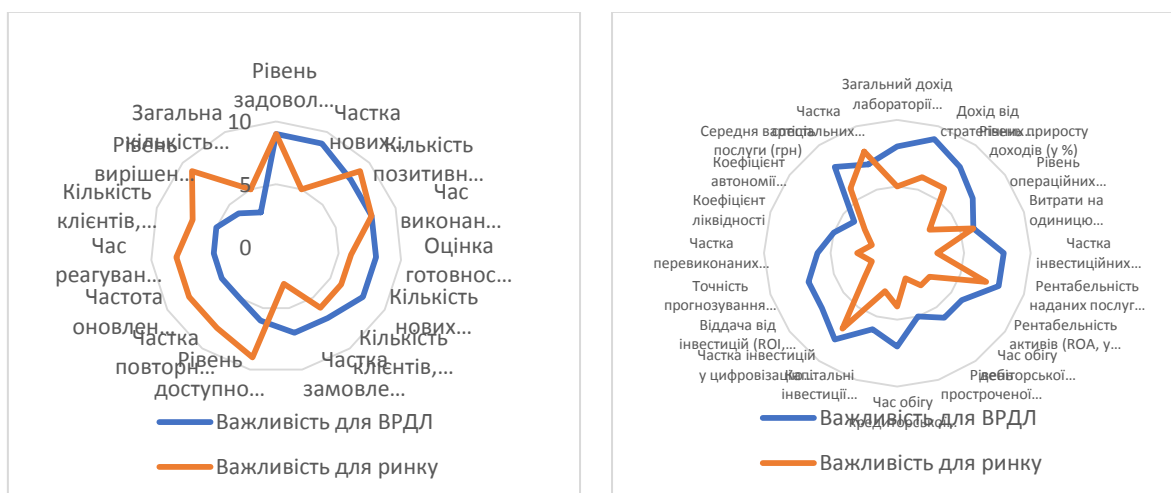 Рівень
задовол…
Частка
нових…
Кількість
позитивн…
Час
виконан…
Оцінка
готовнос…
Кількість
нових…
Кількість
клієнтів,…
Частка
замовле…
Рівень
доступно…
Частка
повторн…
Частота
оновлен…
Час
реагуван…
Кількість
клієнтів,…
Рівень
вирішен…
Загальна
кількість…
10
5
0
Важливість для ВРДЛ
Важливість для ринку
Загальний дохід
лабораторії…
Дохід від
стратегічних…
Рівень приросту
доходів (у %)
Рівень
операційних…
Витрати на
одиницю…
Частка
інвестиційних…
Рентабельність
наданих послуг…
Рентабельність
активів (ROA, у…
Час обігу
дебіторської…
Рівень
простроченої…
Час обігу
кредиторської…
Капітальні
інвестиції…
Частка інвестицій
у цифровізацію…
Віддача від
інвестицій (ROI,…
Точність
прогнозування…
Частка
перевиконаних…
Коефіцієнт
ліквідності
Коефіцієнт
автономії…
Середня вартість
послуги (грн)
Частка
спеціальних…
Важливість для ВРДЛ
Важливість для ринку